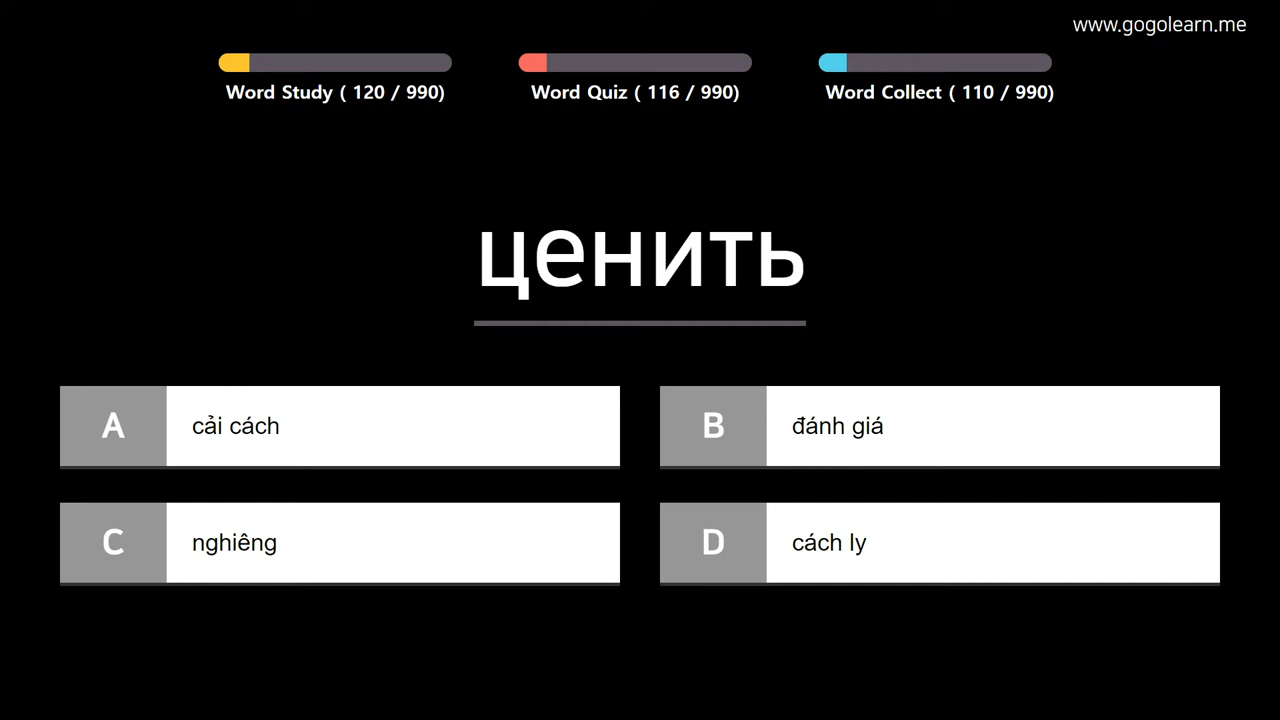 www.gogolearn.me
Word Study ( 120 / 990)
Word Quiz ( 116 / 990)
Word Collect ( 110 / 990)
ценить
A cải cách
B đánh giá
C nghiêng
D cách ly